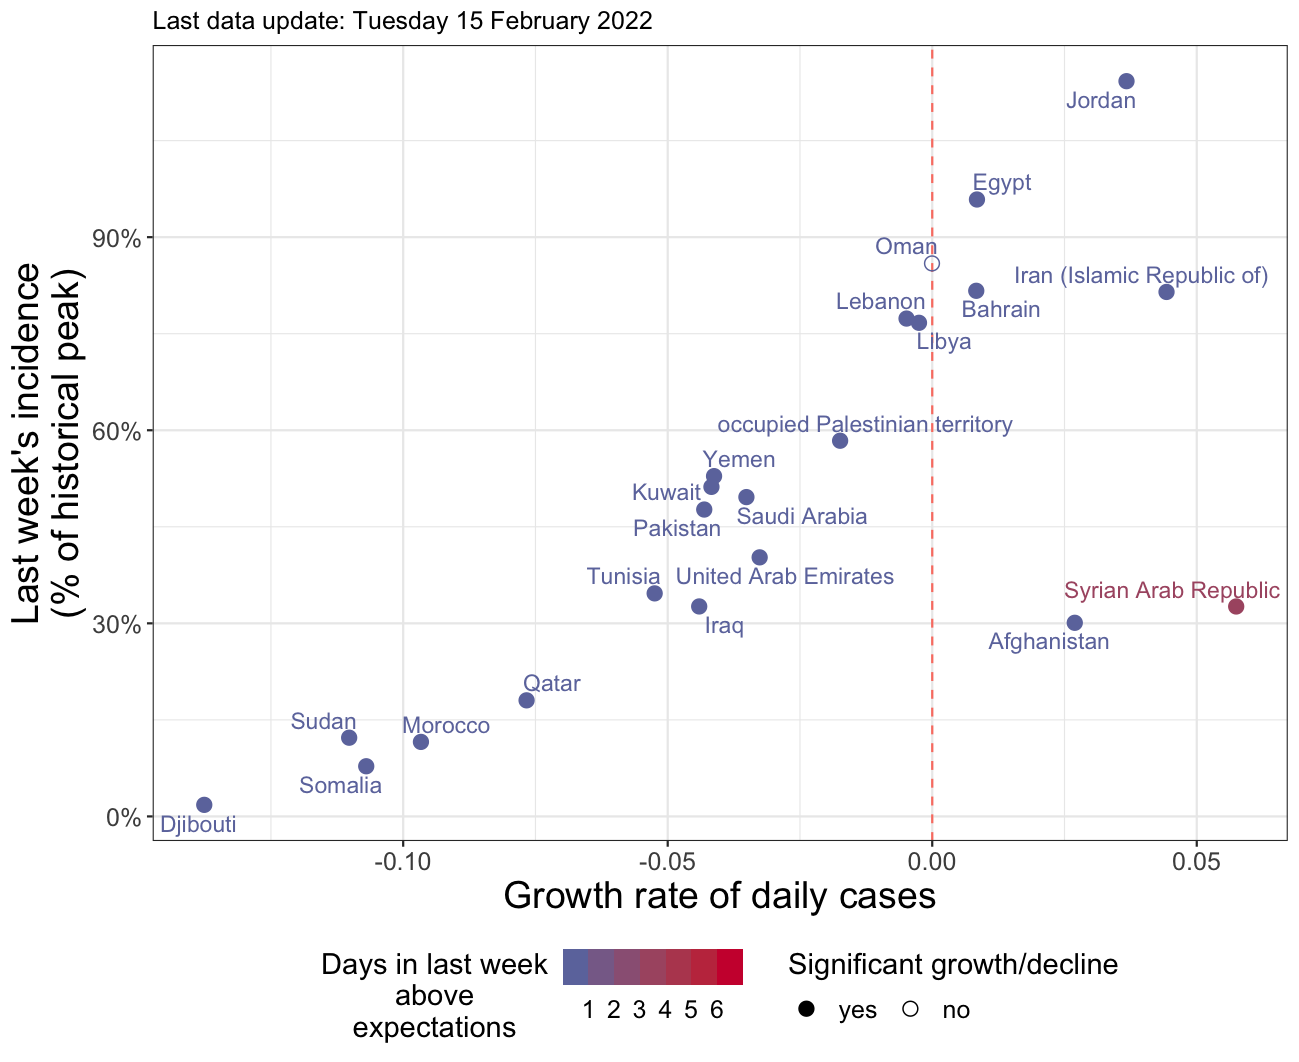 Last data update: Tuesday 15 February 2022
Jordan
Egypt
90%
Oman
Iran (Islamic Republic of)
Lebanon
Bahrain
Libya
Last week's incidence
(% of historical peak)
60%
occupied Palestinian territory
Yemen
Kuwait
Saudi Arabia
Pakistan
Tunisia
United Arab Emirates
Syrian Arab Republic
30%
Iraq
Afghanistan
Qatar
Sudan
Morocco
Somalia
0%
Djibouti
-0.10 -0.05 0.00 0.05
Growth rate of daily cases
Days in last week
above
expectations
1 2 3 4 5 6
Significant growth/decline
yes no